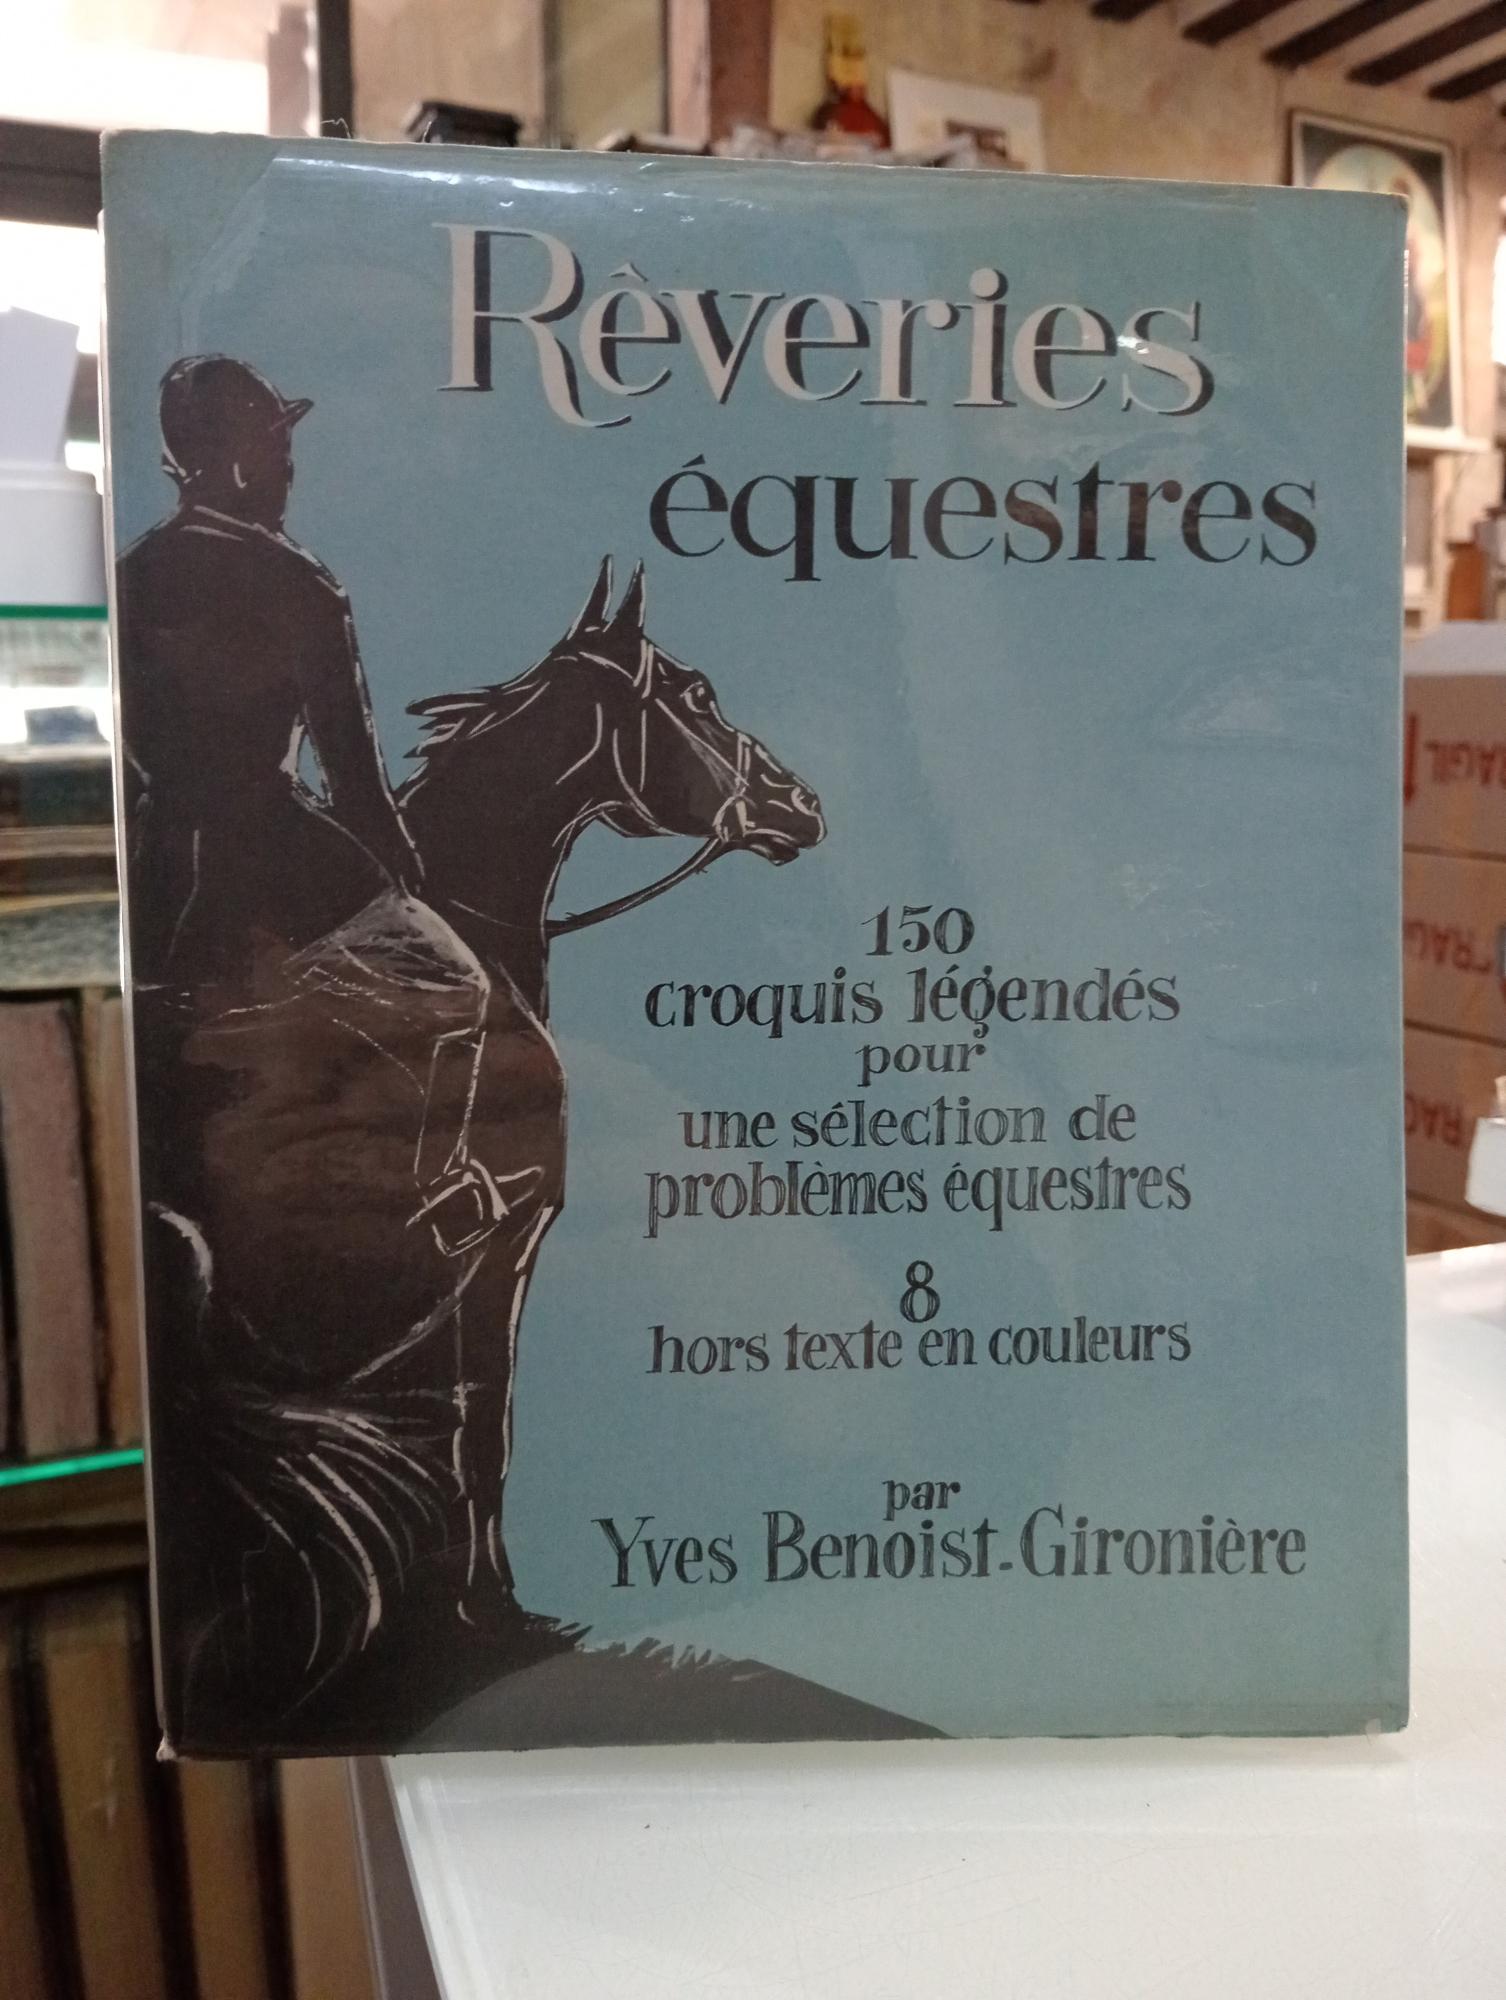 Rêveries
équestres
150
croquis légendés
pour
une sélection de
problèmes équestres
8
hors texte en couleurs
par
Yves Benoist-Gironière